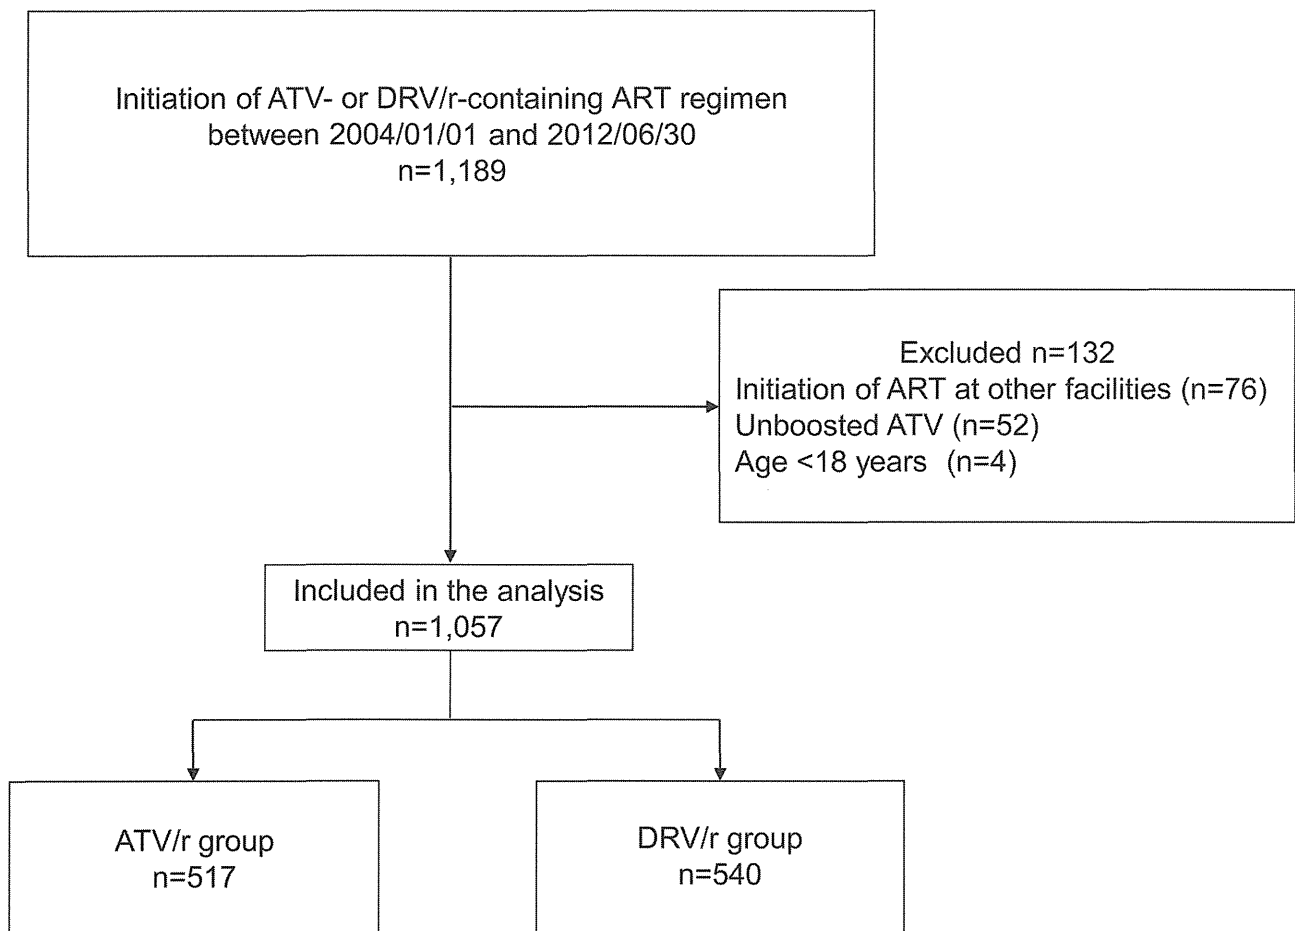 Initiation of ATV- or DRV/r-containing ART regimen
between 2004/01/01 and 2012/06/30
n=1,189
Excluded n=132
Initiation of ART at other facilities (n=76)
Unboosted ATV (n=52)
Age <18 years (n=4)
Included in the analysis
n=1,057
ATV/r group
n=517
DRV/r group
n=540